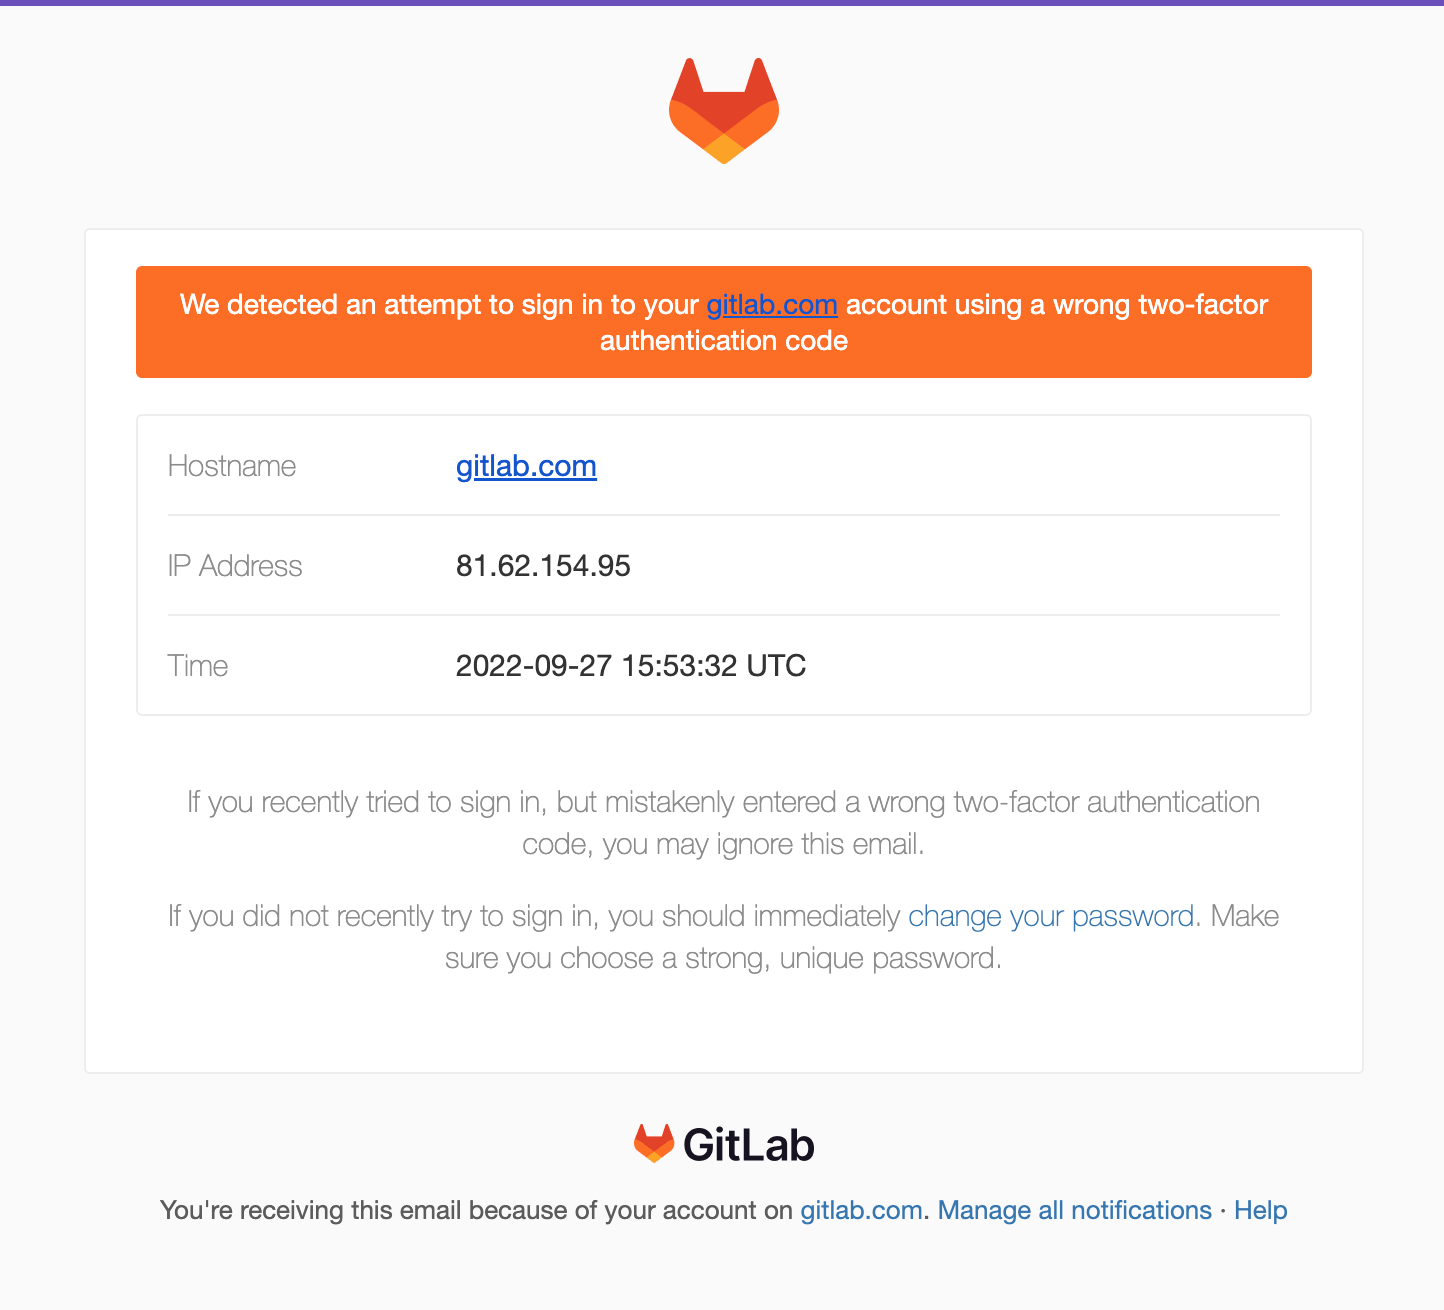 We detected an attempt to sign in to your gitlab.com account using a wrong two-factor
authentication code
Hostname gitlab.com
IP Address 81.62.154.95
Time 2022-09-27 15:53:32 UTC
If you recently tried to sign in, but mistakenly entered a wrong two-factor authentication
code, you may ignore this email.
If you did not recently try to sign in, you should immediately change your password. Make
sure you choose a strong, unique password.
GitLab
You're receiving this email because of your account on gitlab.com. Manage all notifications · Help